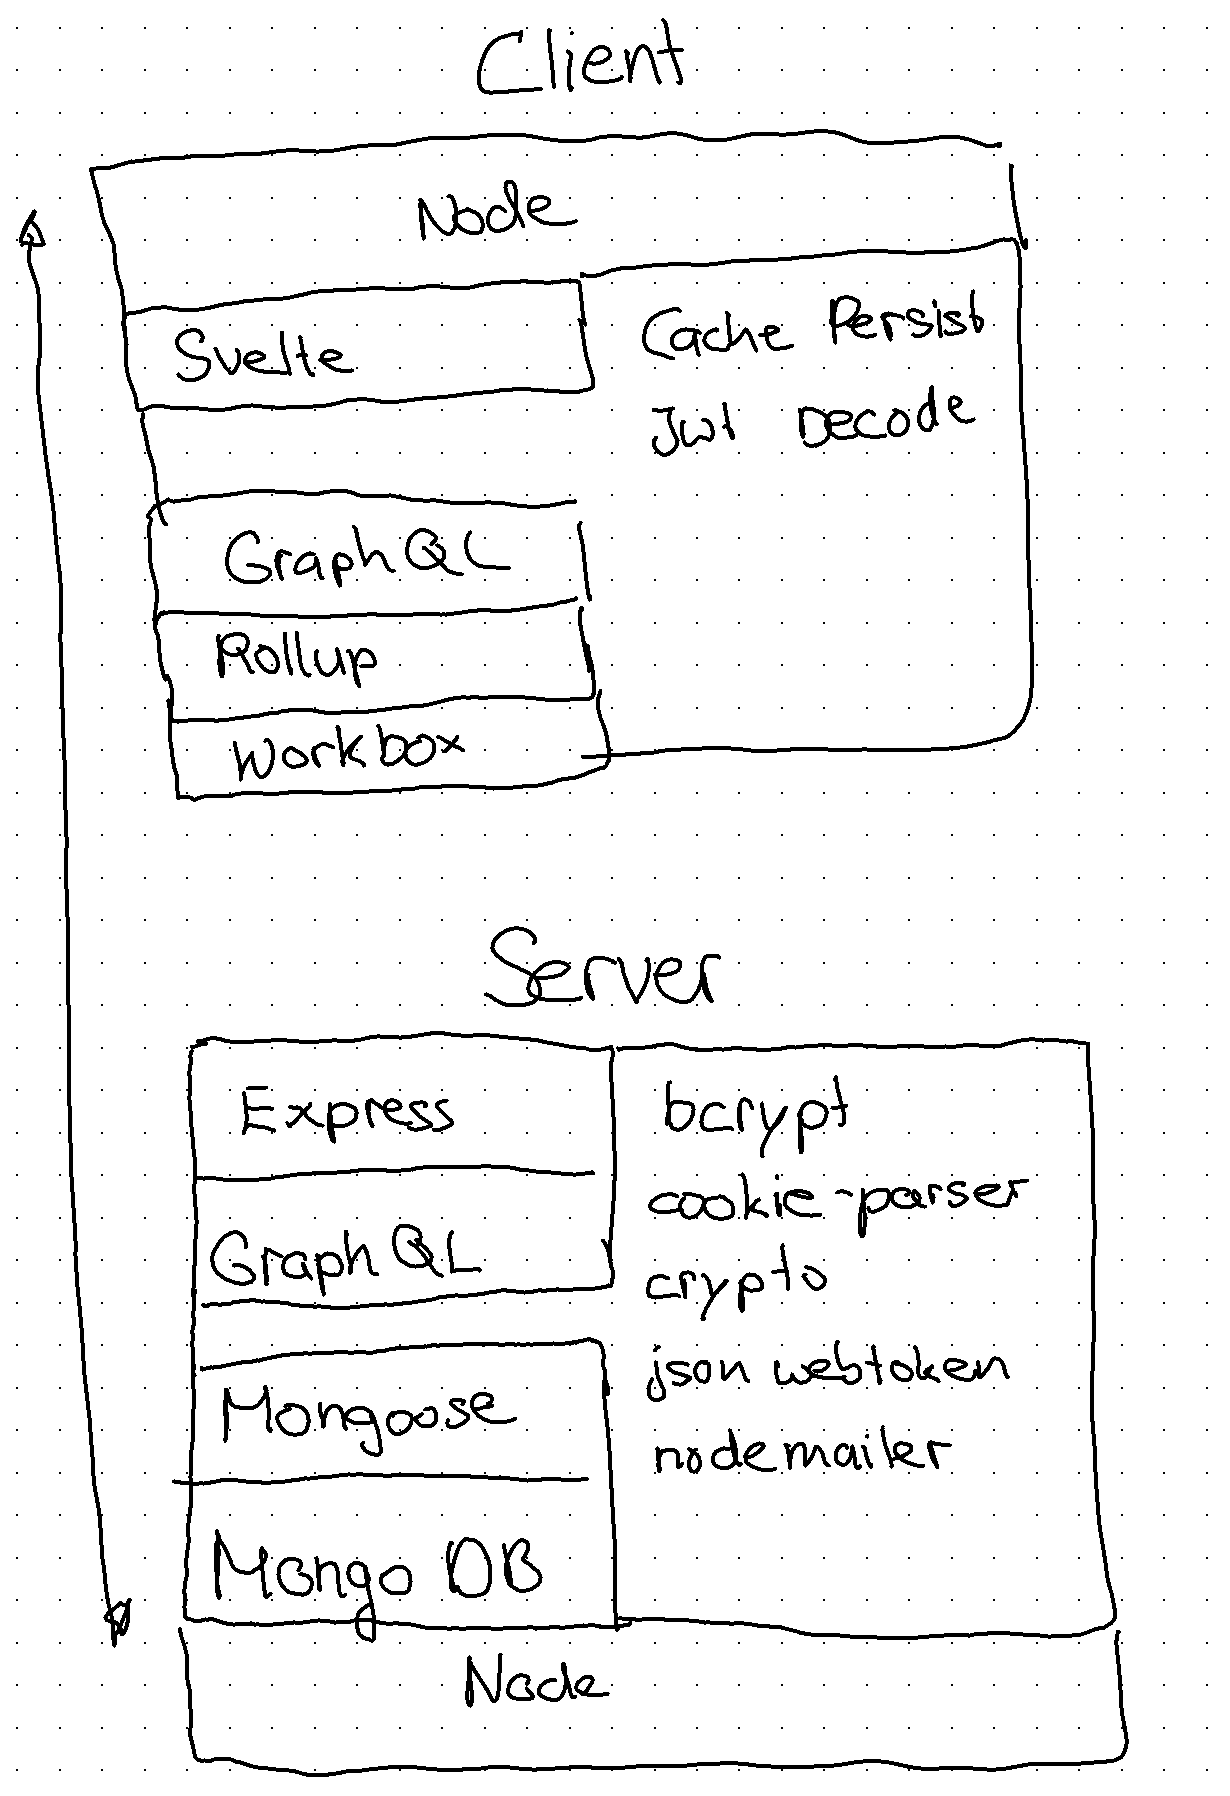 Client
Node
Svelte
Cache Persist
Jwt Decode
GraphQL
Rollup
Workbox
Server
Express
bcrypt
cookie-parser
GraphQL
crypto
json webtoken
Mongoose
nodemailer
Mongo DB
Node